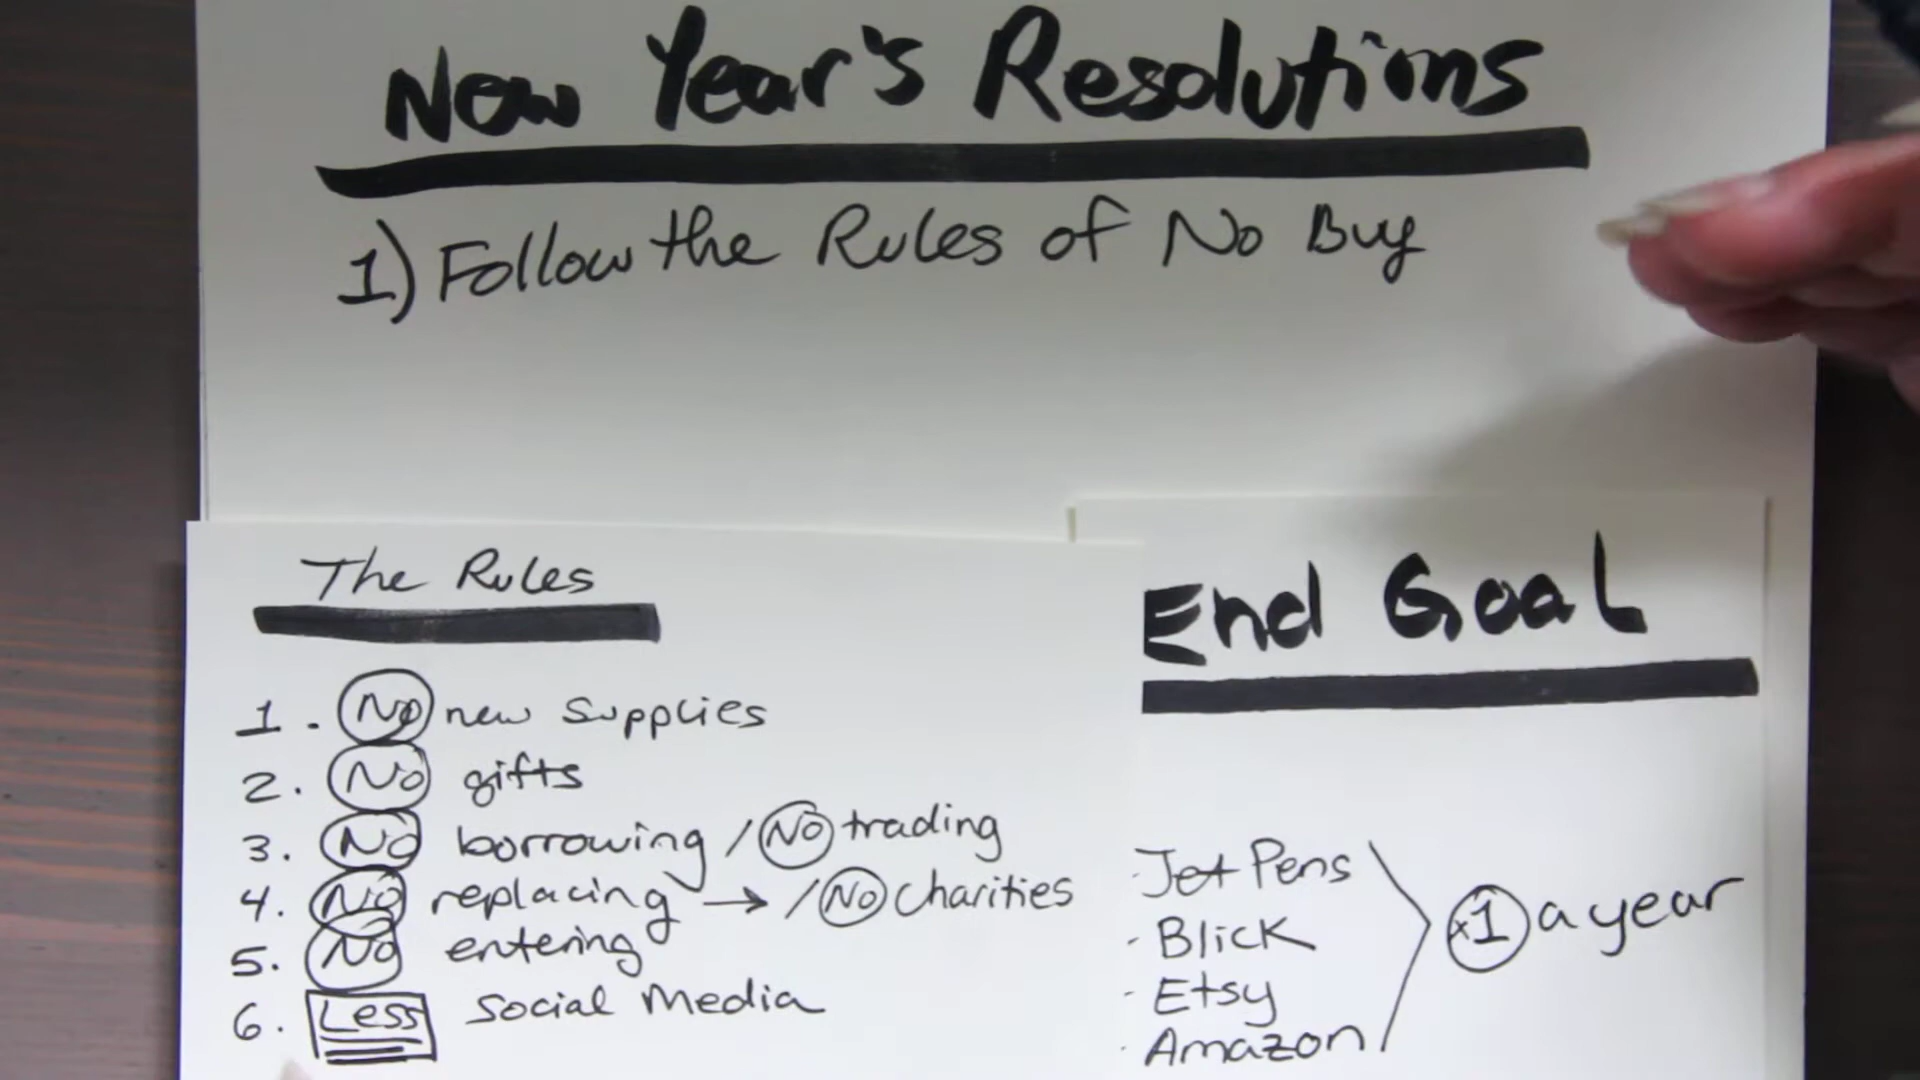 New Year's Resolutions
1) Follow the Rules of No Buy
The Rules
1. No new supplies
2. No gifts
3. No borrowing / No trading
4. No replacing → / No charities
5. No entering
6. Less social media
End Goal
- Jet Pens
- Blick
- Etsy
- Amazon
x1 a year